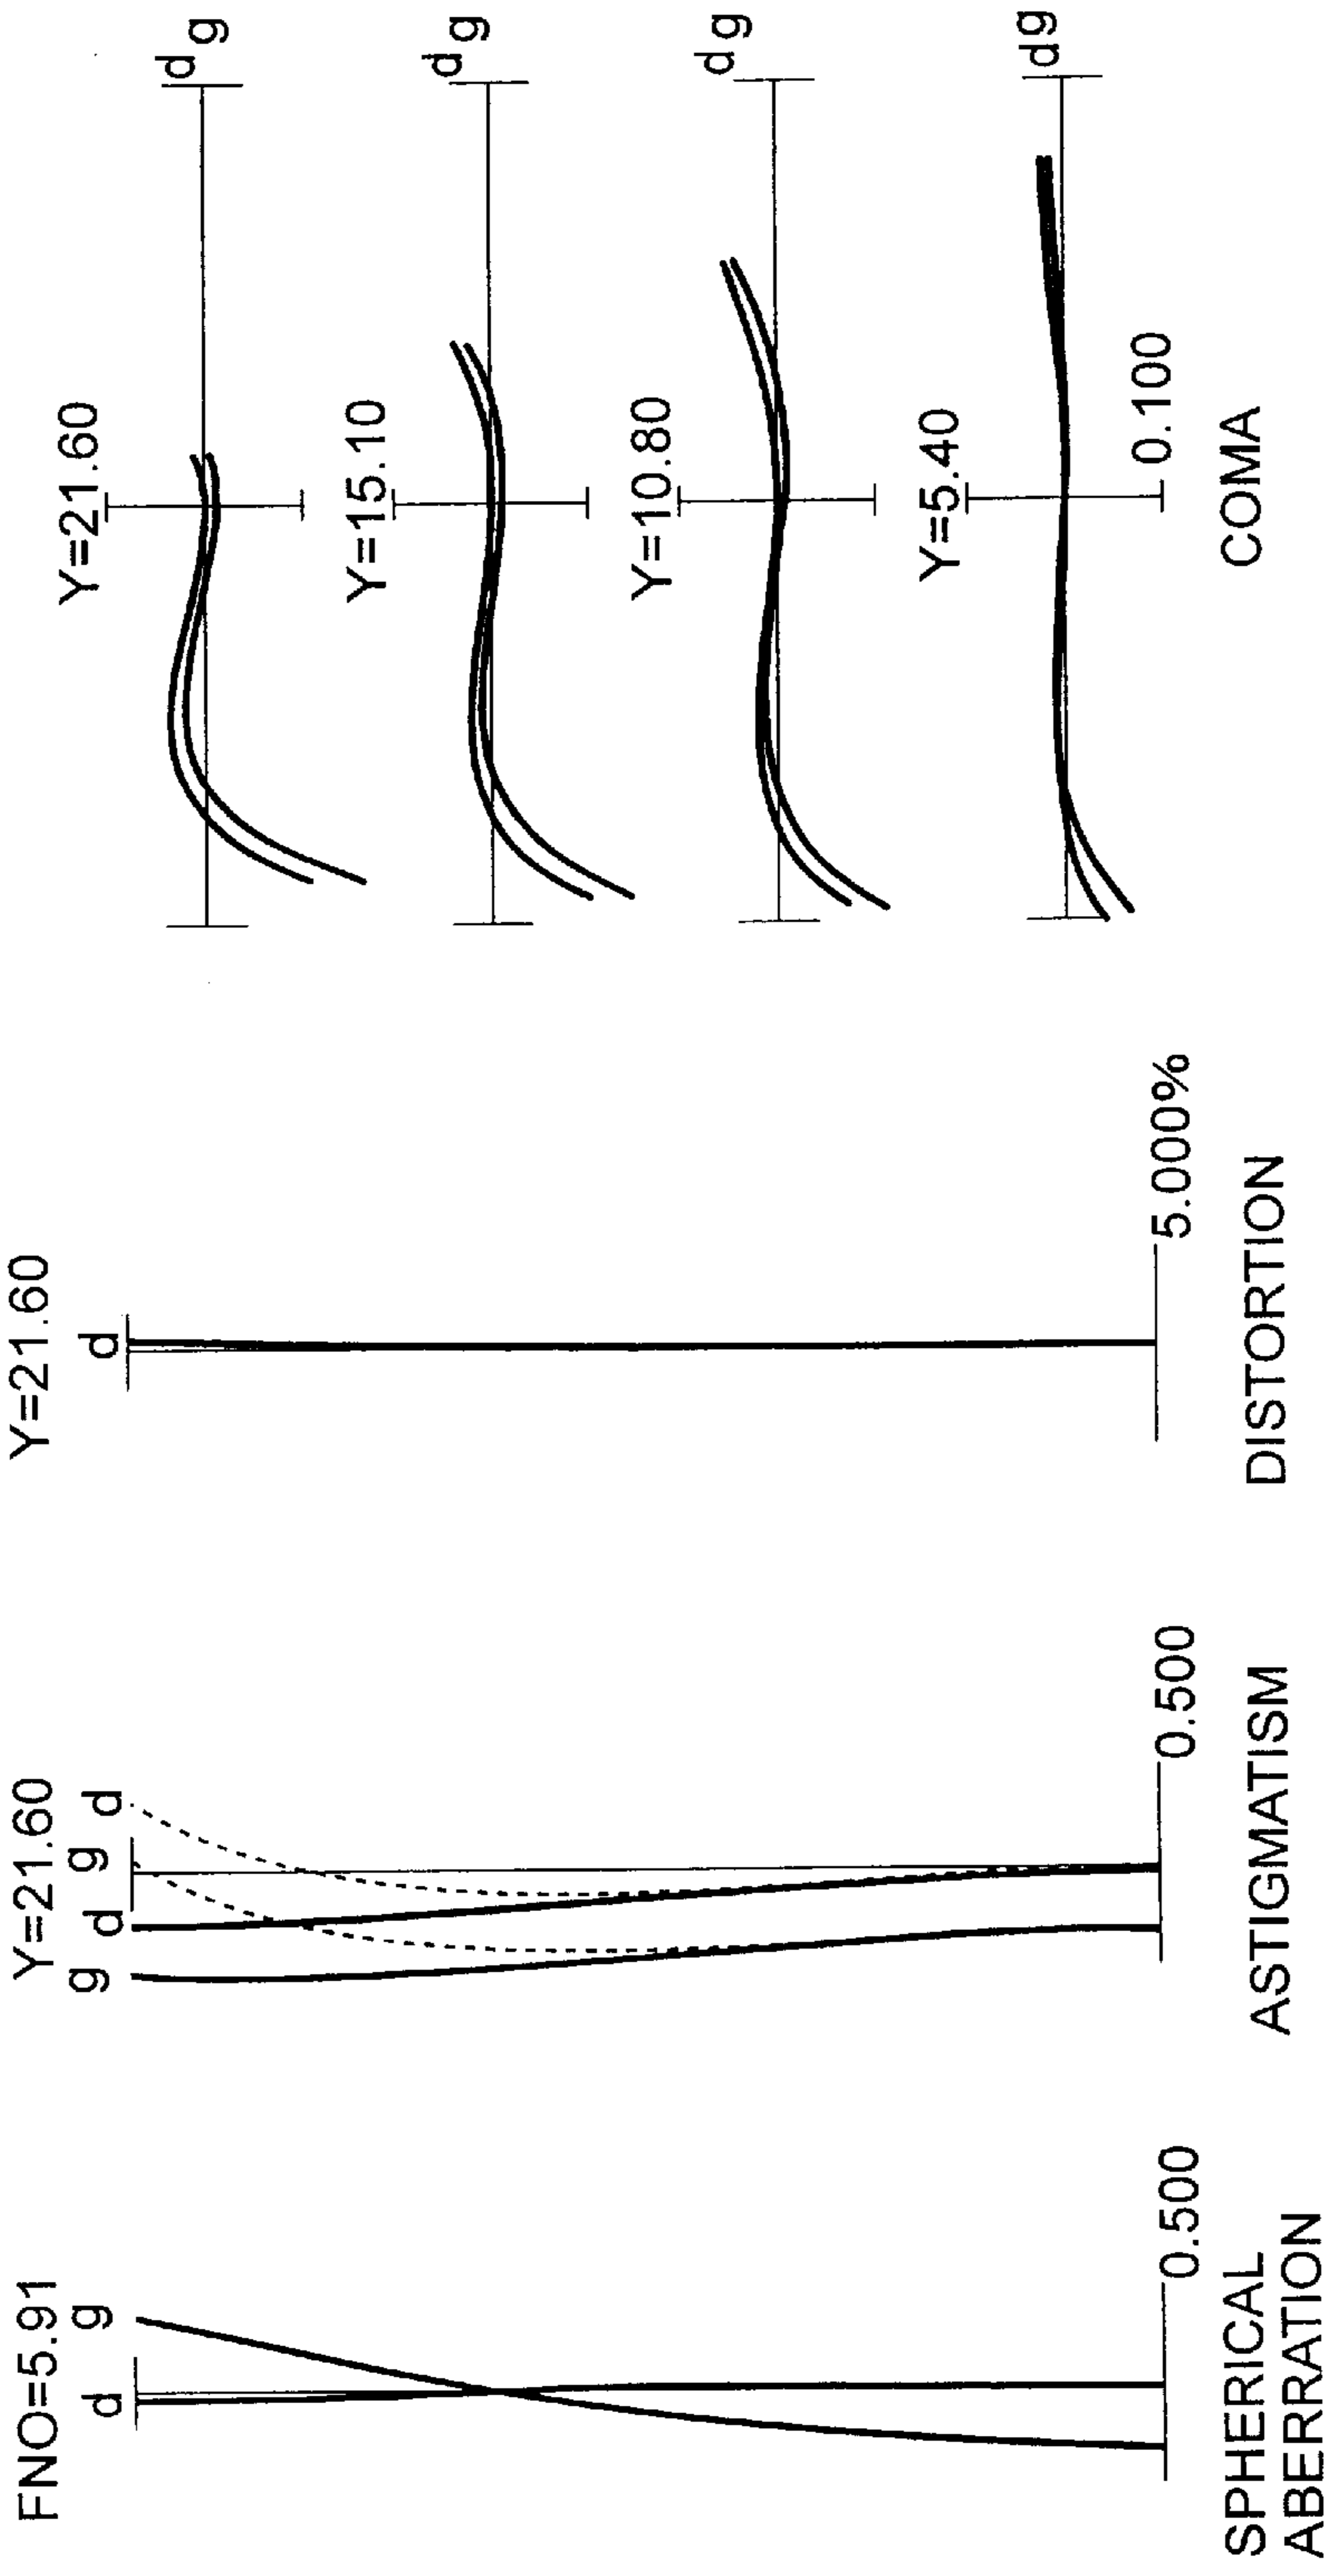 FNO=5.91
d g
0.500
SPHERICAL
ABERRATION
Y=21.60
g d g d
0.500
ASTIGMATISM
Y=21.60
d
5.000%
DISTORTION
Y=21.60
d g
Y=15.10
d g
Y=10.80
d g
Y=5.40
d g
0.100
COMA